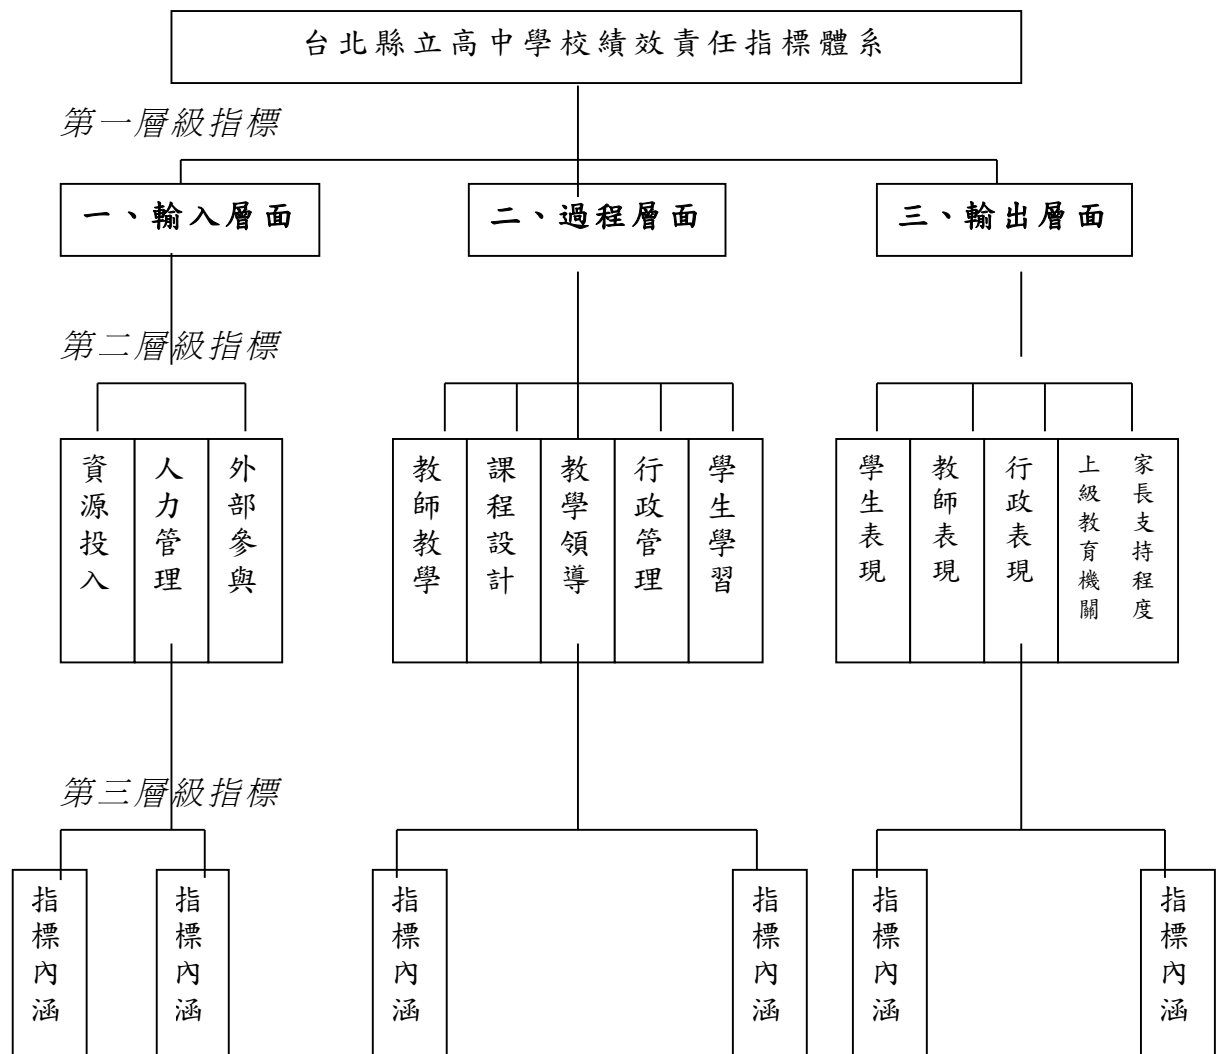 台北縣立高中學校績效責任指標體系
第一層級指標
一、輸入層面
二、過程層面
三、輸出層面
第二層級指標
資源投入
人力管理
外部參與
教師教學
課程設計
教學領導
行政管理
學生學習
學生表現
教師表現
行政表現
家長支持程度
上級教育機關
第三層級指標
指標內涵
指標內涵
指標內涵
指標內涵
指標內涵
指標內涵